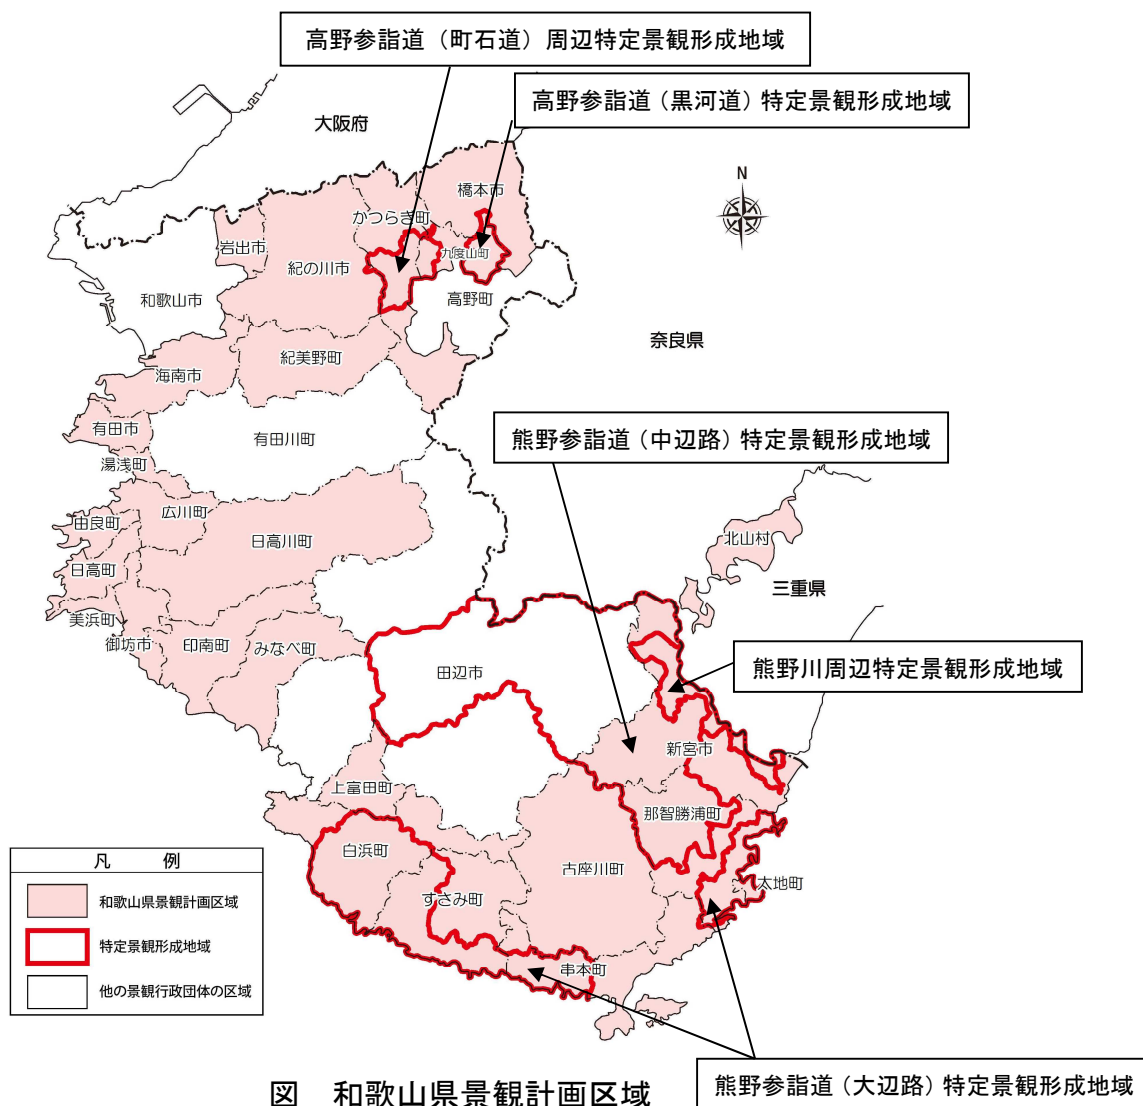 高野参詣道（町石道）周辺特定景観形成地域
高野参詣道（黒河道）特定景観形成地域
大阪府
N
橋本市
かつらぎ町
岩出市
九度山町
紀の川市
和歌山市
高野町
奈良県
紀美野町
海南市
有田市
有田川町
熊野参詣道（中辺路）特定景観形成地域
湯浅町
広川町
由良町
北山村
日高川町
日高町
三重県
美浜町
御坊市
印南町
みなべ町
田辺市
熊野川周辺特定景観形成地域
新宮市
上富田町
那智勝浦町
白浜町
古座川町
太地町
すさみ町
串本町
凡　例
和歌山県景観計画区域
特定景観形成地域
他の景観行政団体の区域
熊野参詣道（大辺路）特定景観形成地域
図　和歌山県景観計画区域